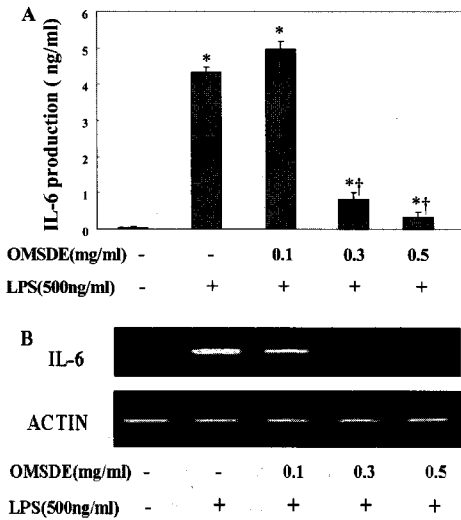 A
IL-6 production ( ng/ml)
6
5
4
3
2
1
0
* * *† *†
OMSDE(mg/ml) - - 0.1 0.3 0.5
LPS(500ng/ml) - + + + +
B
IL-6
ACTIN
OMSDE(mg/ml) - - 0.1 0.3 0.5
LPS(500ng/ml) - + + + +